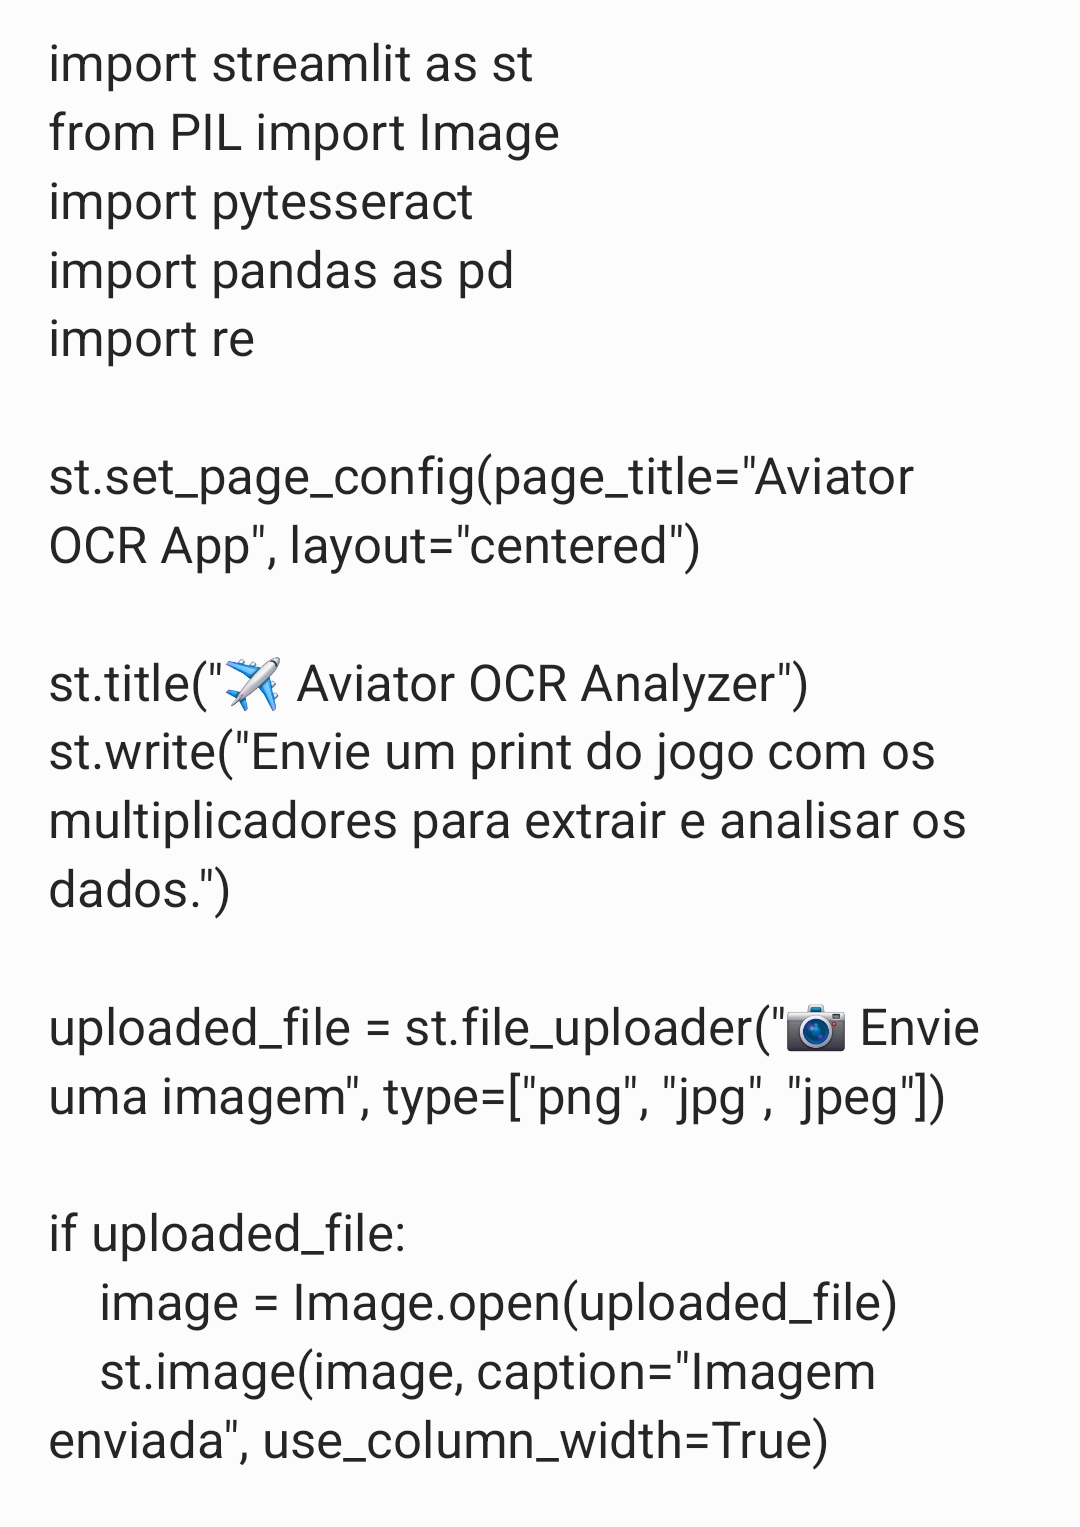 import streamlit as st
from PIL import Image
import pytesseract
import pandas as pd
import re

st.set_page_config(page_title="Aviator
OCR App", layout="centered")

st.title("✈️ Aviator OCR Analyzer")
st.write("Envie um print do jogo com os
multiplicadores para extrair e analisar os
dados.")

uploaded_file = st.file_uploader("📷 Envie
uma imagem", type=["png", "jpg", "jpeg"])

if uploaded_file:
    image = Image.open(uploaded_file)
    st.image(image, caption="Imagem
enviada", use_column_width=True)